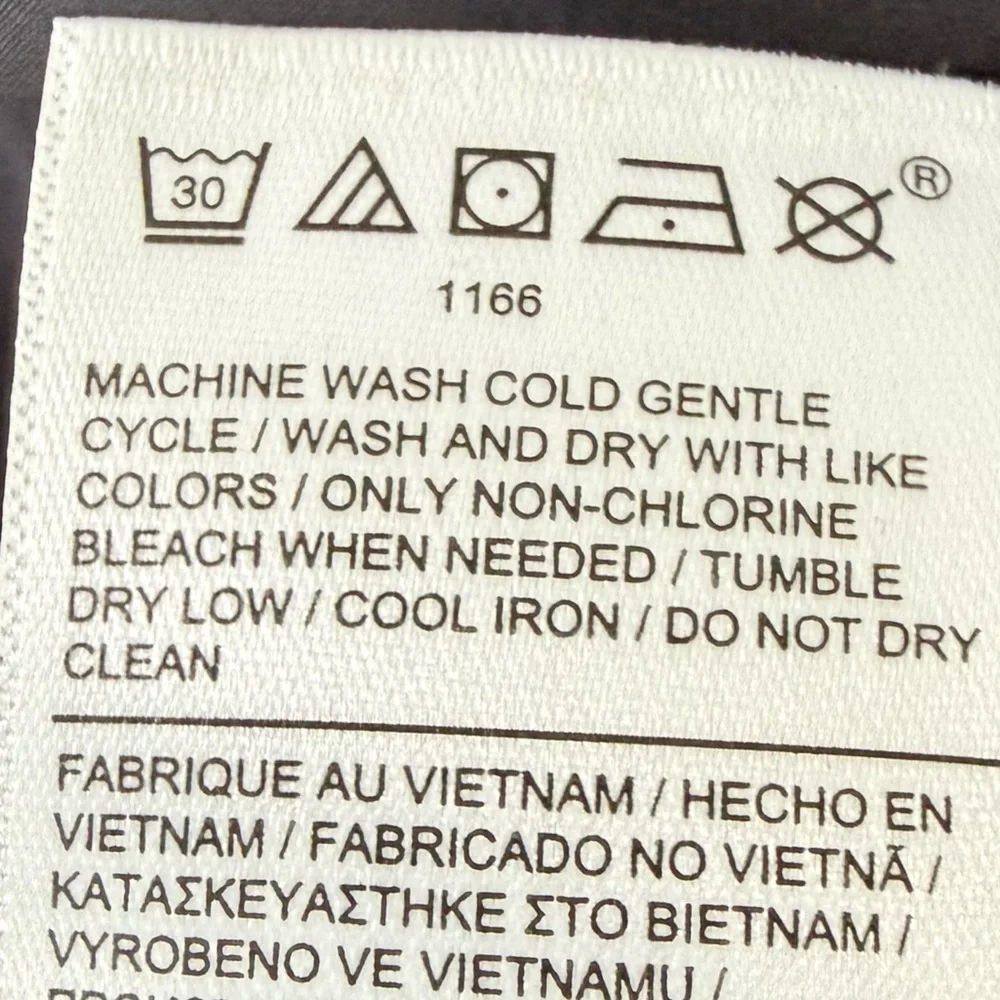 30
®
1166
MACHINE WASH COLD GENTLE
CYCLE / WASH AND DRY WITH LIKE
COLORS / ONLY NON-CHLORINE
BLEACH WHEN NEEDED / TUMBLE
DRY LOW / COOL IRON / DO NOT DRY
CLEAN
FABRIQUE AU VIETNAM / HECHO EN
VIETNAM / FABRICADO NO VIETNÃ /
ΚΑΤΑΣΚΕΥΑΣΤΗΚΕ ΣΤΟ ΒΙΕΤΝΑΜ /
VYROBENO VE VIETNAMU /